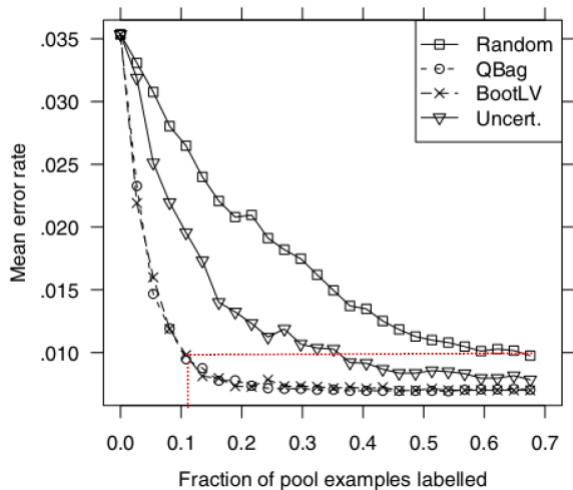 .035
.030
.025
.020
.015
.010
Mean error rate
Random
QBag
BootLV
Uncert.
0.0 0.1 0.2 0.3 0.4 0.5 0.6 0.7
Fraction of pool examples labelled